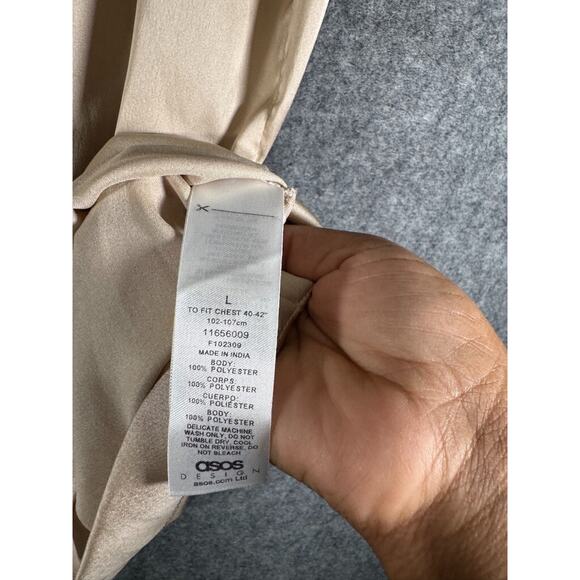 L
TO FIT CHEST 40-42"
102-107cm
11656009
F102309
MADE IN INDIA
BODY:
100% POLYESTER
CORPS:
100% POLYESTER
CUERPO:
100% POLIÉSTER
BODY:
100% POLYESTER
DELICATE MACHINE
WASH ONLY, DO NOT
TUMBLE DRY, COOL
IRON ON REVERSE, DO
NOT BLEACH
asos
DESIGN
asos.com Ltd